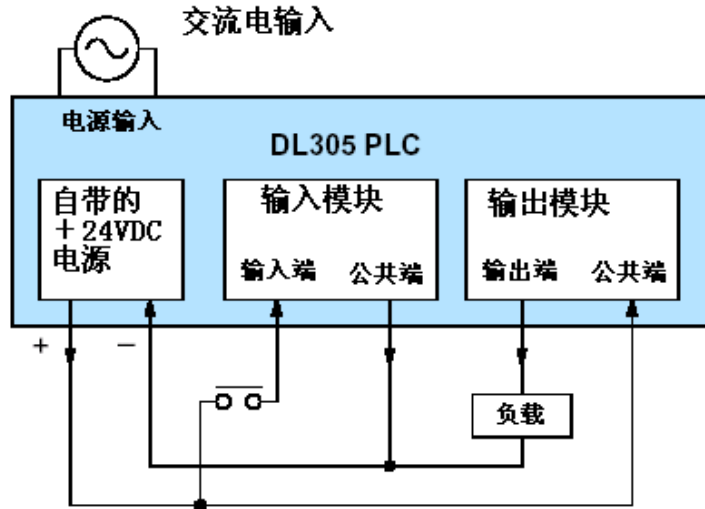 交流电输入
电源输入
DL305 PLC
自带的
＋24VDC
电源
输入模块
输入端 公共端
输出模块
输出端 公共端
+ −
负载